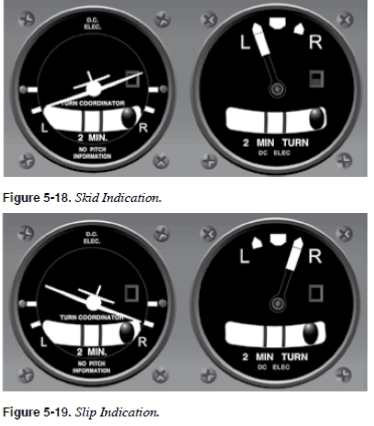 D.C.
ELEC.
TURN COORDINATOR
L R
2 MIN.
NO PITCH
INFORMATION
L R
2 MIN TURN
DC ELEC
Figure 5-18. Skid Indication.
D.C.
ELEC.
TURN COORDINATOR
L R
2 MIN.
NO PITCH
INFORMATION
L R
2 MIN TURN
DC ELEC
Figure 5-19. Slip Indication.